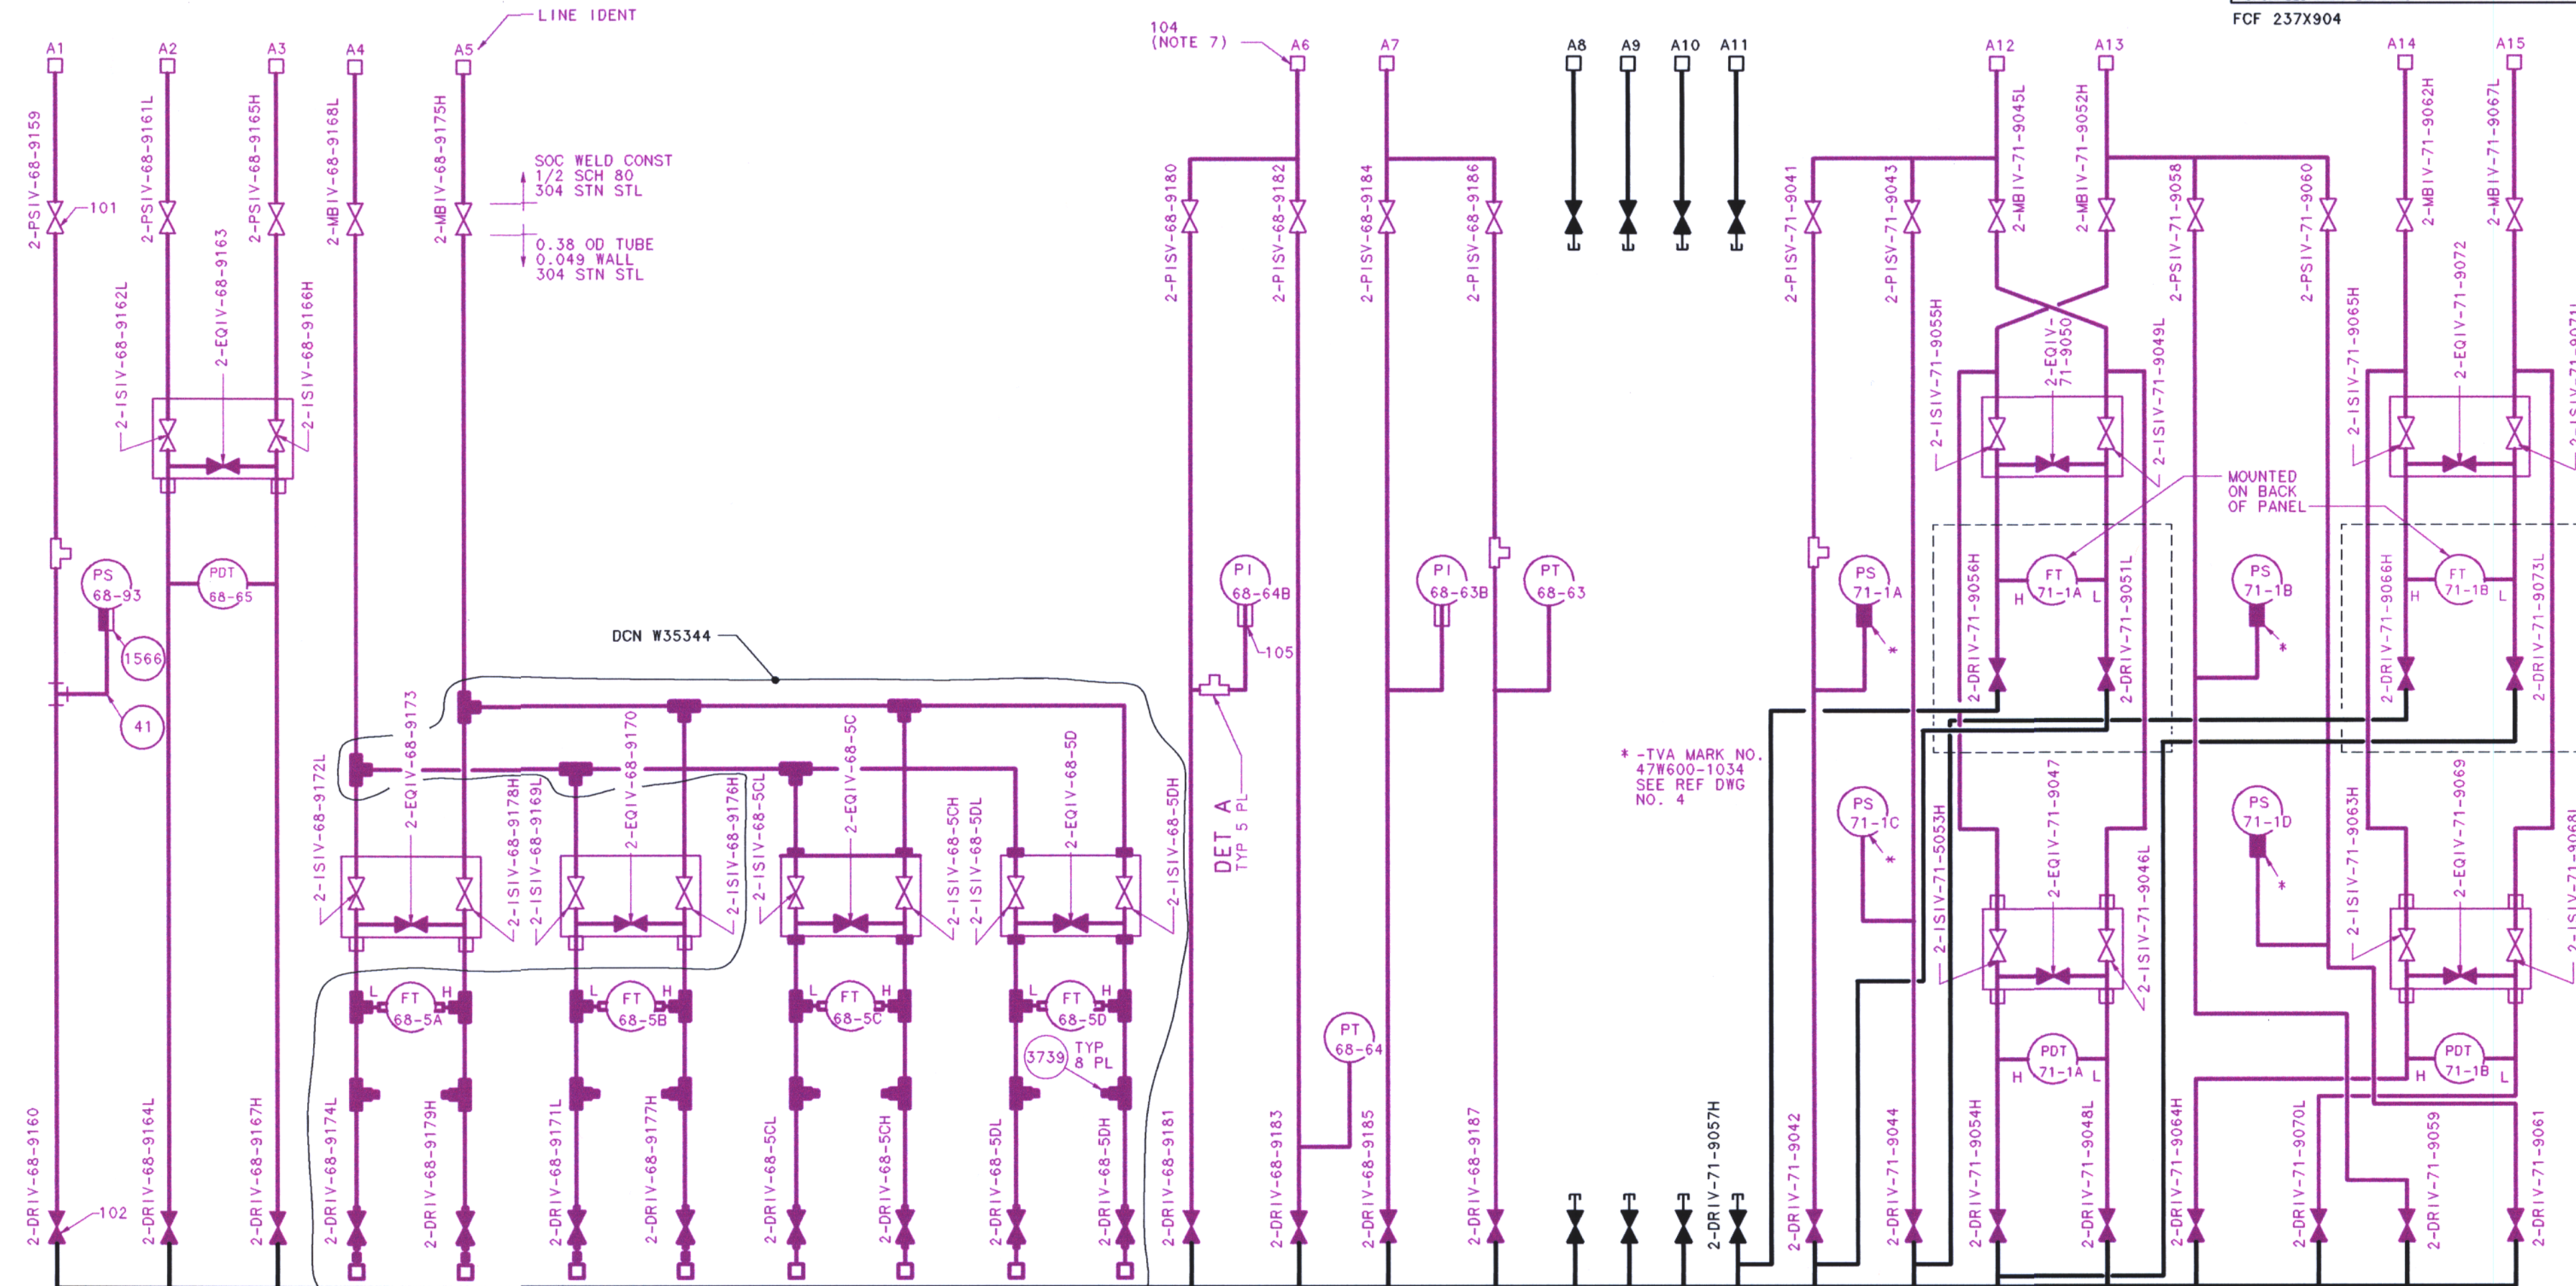 LINE IDENT
FCF 237X904
104
(NOTE 7)
A1
A2
A3
A4
A5
A6
A7
A8
A9
A10
A11
A12
A13
A14
A15
2-PSIV-68-9159
2-PSIV-68-9161L
2-PSIV-68-9165H
2-MBIV-68-9168L
2-MBIV-68-9175H
SOC WELD CONST
1/2 SCH 80
304 STN STL
0.38 OD TUBE
0.049 WALL
304 STN STL
101
2-PISV-68-9180
2-PISV-68-9182
2-PISV-68-9184
2-PISV-68-9186
2-PISV-71-9041
2-PISV-71-9043
2-MBIV-71-9045L
2-MBIV-71-9052H
2-PSIV-71-9058
2-PSIV-71-9060
2-MBIV-71-9062H
2-MBIV-71-9067L
2-ISIV-68-9162L
2-EQIV-68-9163
2-ISIV-68-9166H
2-ISIV-71-9055H
2-EQIV-
71-9050
2-ISIV-71-9049L
2-ISIV-71-9065H
2-EQIV-71-9072
MOUNTED
ON BACK
OF PANEL
PS
68-93
1566
41
PDT
68-65
PI
68-64B
105
PI
68-63B
PT
68-63
PS
71-1A
*
2-DRIV-71-9056H
FT
71-1A
H
L
2-DRIV-71-9051L
PS
71-1B
*
2-DRIV-71-9066H
FT
71-1B
H
L
2-DRIV-71-9073L
DCN W35344
DET A
TYP 5 PL
* -TVA MARK NO.
47W600-1034
SEE REF DWG
NO. 4
2-ISIV-68-9172L
2-EQIV-68-9173
2-ISIV-68-9178H
2-ISIV-68-9169L
2-EQIV-68-9170
2-ISIV-68-9176H
2-ISIV-68-5CL
2-EQIV-68-5C
2-ISIV-68-5CH
2-ISIV-68-5DL
2-EQIV-68-5D
2-ISIV-68-5DH
PS
71-1C
*
2-ISIV-71-5053H
2-EQIV-71-9047
2-ISIV-71-9046L
PS
71-1D
*
2-ISIV-71-9063H
2-EQIV-71-9069
L
FT
68-5A
H
L
FT
68-5B
H
L
FT
68-5C
H
L
FT
68-5D
H
3739
TYP
8 PL
PT
68-64
PDT
71-1A
H
L
PDT
71-1B
H
L
2-DRIV-68-9160
102
2-DRIV-68-9164L
2-DRIV-68-9167H
2-DRIV-68-9174L
2-DRIV-68-9179H
2-DRIV-68-9171L
2-DRIV-68-9177H
2-DRIV-68-5CL
2-DRIV-68-5CH
2-DRIV-68-5DL
2-DRIV-68-5DH
2-DRIV-68-9181
2-DRIV-68-9183
2-DRIV-68-9185
2-DRIV-68-9187
2-DRIV-71-9057H
2-DRIV-71-9042
2-DRIV-71-9044
2-DRIV-71-9054H
2-DRIV-71-9048L
2-DRIV-71-9064H
2-DRIV-71-9070L
2-DRIV-71-9059
2-DRIV-71-9061